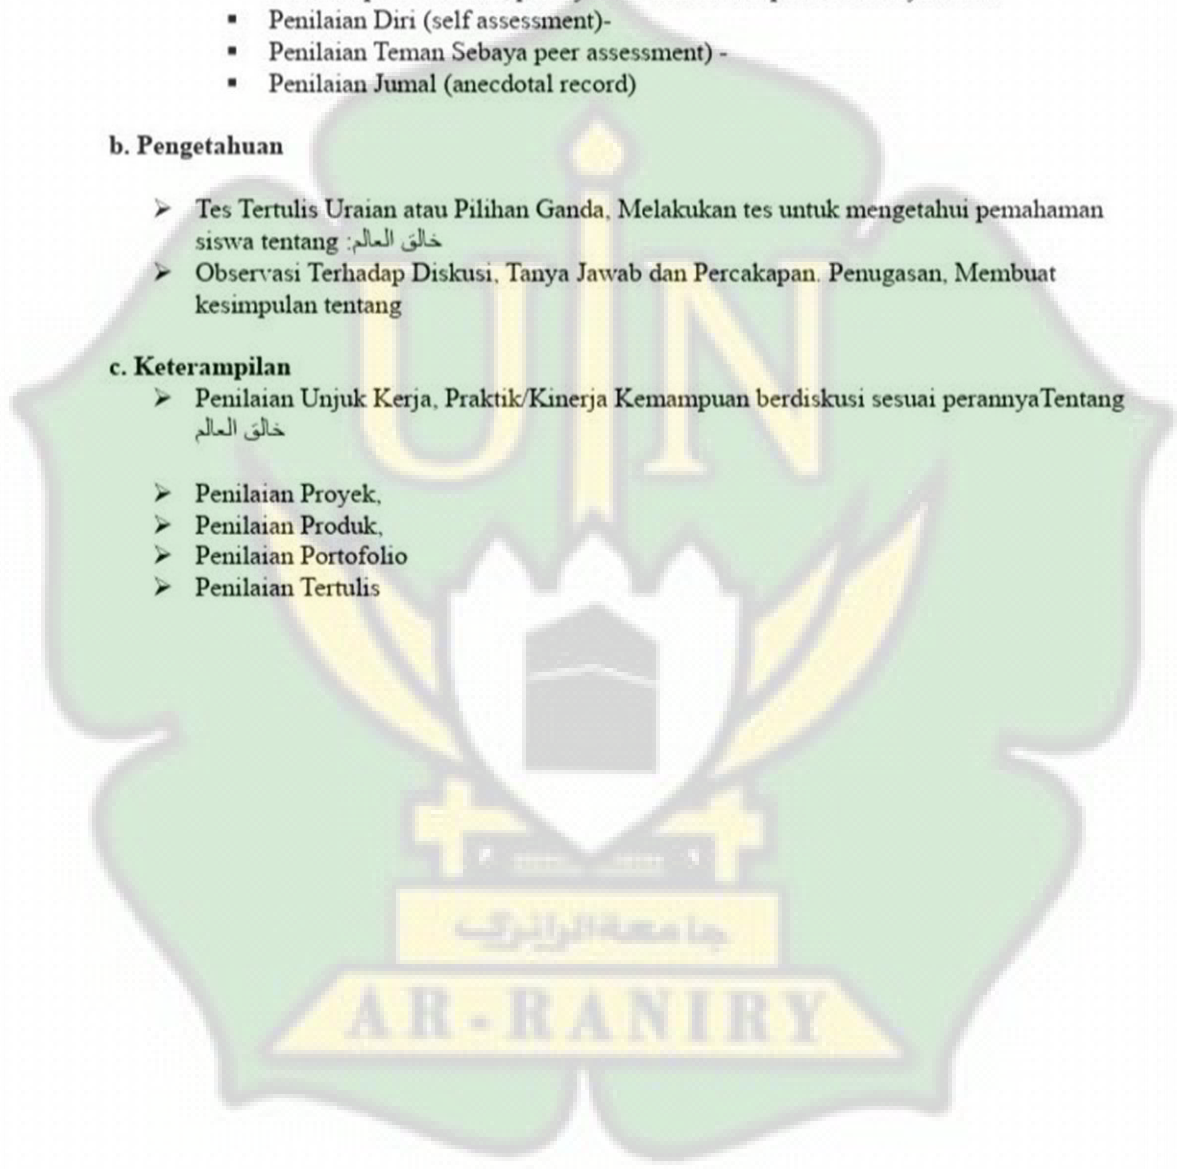 ▪ Penilaian Diri (self assessment)-
▪ Penilaian Teman Sebaya peer assessment) -
▪ Penilaian Jumal (anecdotal record)
b. Pengetahuan
➢ Tes Tertulis Uraian atau Pilihan Ganda, Melakukan tes untuk mengetahui pemahaman
siswa tentang :خالق العالم
➢ Observasi Terhadap Diskusi, Tanya Jawab dan Percakapan. Penugasan, Membuat
kesimpulan tentang
c. Keterampilan
➢ Penilaian Unjuk Kerja, Praktik/Kinerja Kemampuan berdiskusi sesuai perannyaTentang
خالق العالم
➢ Penilaian Proyek,
➢ Penilaian Produk,
➢ Penilaian Portofolio
➢ Penilaian Tertulis
UIN
جامعة الرانري
AR-RANIRY